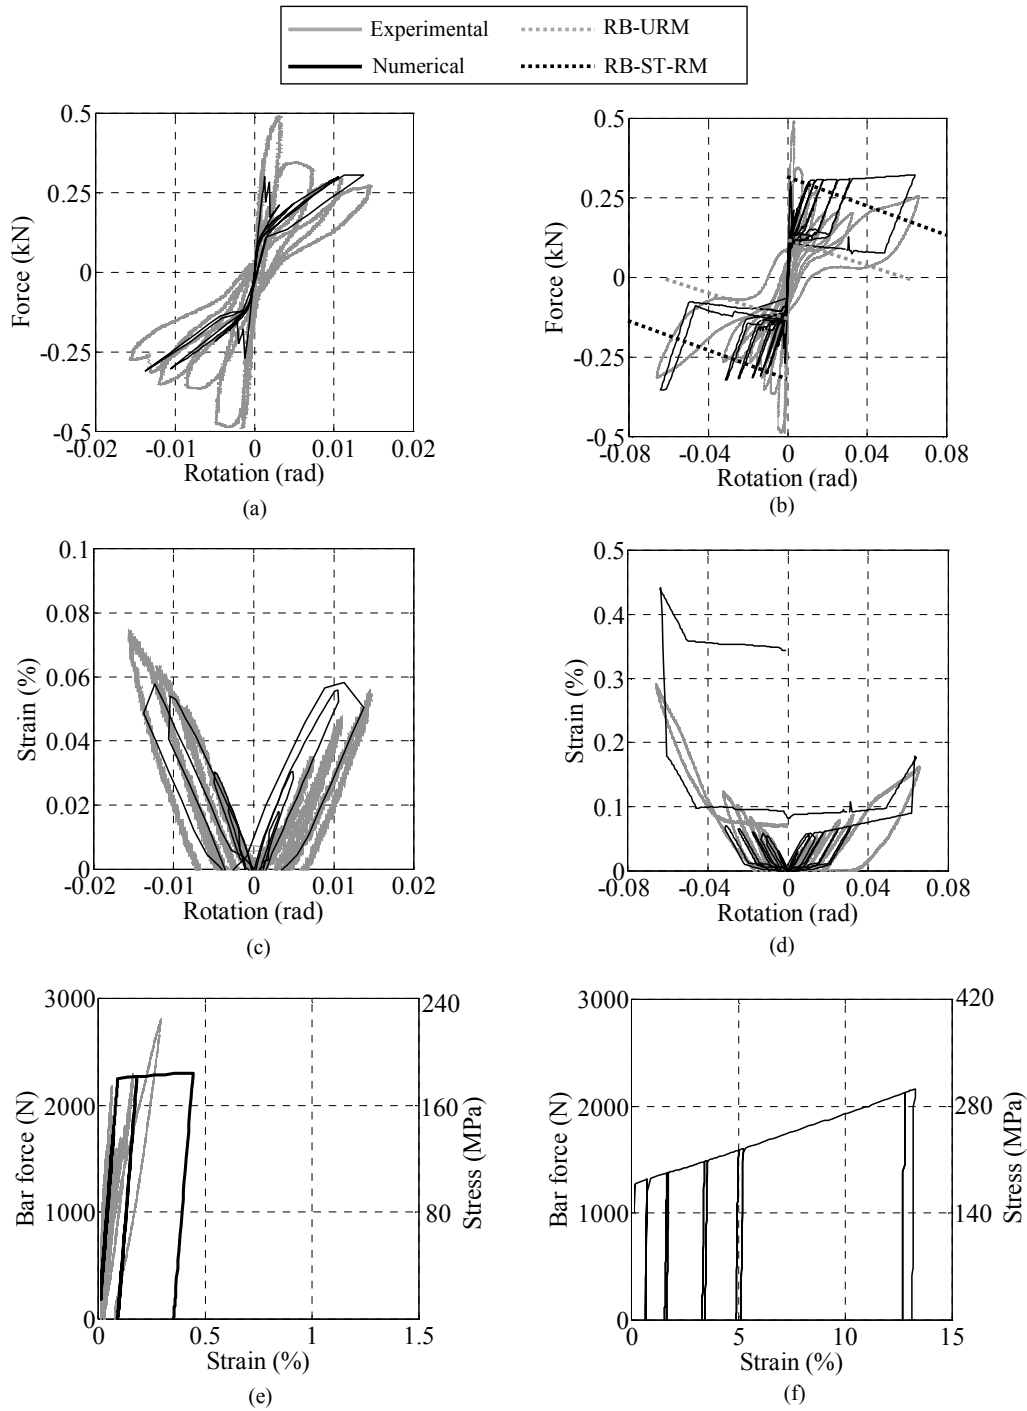 Experimental
RB-URM
Numerical
RB-ST-RM
0.5
0.25
0
-0.25
-0.5
Force (kN)
-0.02
-0.01
0
0.01
0.02
Rotation (rad)
(a)
0.5
0.25
0
-0.25
-0.5
Force (kN)
-0.08
-0.04
0
0.04
0.08
Rotation (rad)
(b)
0.1
0.08
0.06
0.04
0.02
0
Strain (%)
-0.02
-0.01
0
0.01
0.02
Rotation (rad)
(c)
0.5
0.4
0.3
0.2
0.1
0
Strain (%)
-0.08
-0.04
0
0.04
0.08
Rotation (rad)
(d)
3000
2000
1000
0
Bar force (N)
240
160
80
Stress (MPa)
0
0.5
1
1.5
Strain (%)
(e)
3000
2000
1000
0
Bar force (N)
420
280
140
Stress (MPa)
0
5
10
15
Strain (%)
(f)